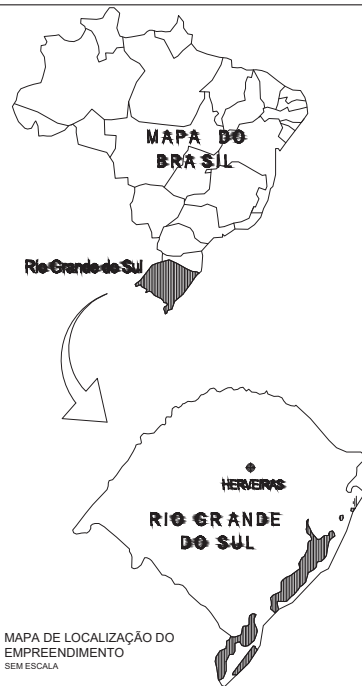 MAPA DO
BRASIL
Rio Grande do Sul
HERVEIRAS
RIO GRANDE
DO SUL
MAPA DE LOCALIZAÇÃO DO
EMPREENDIMENTO
SEM ESCALA